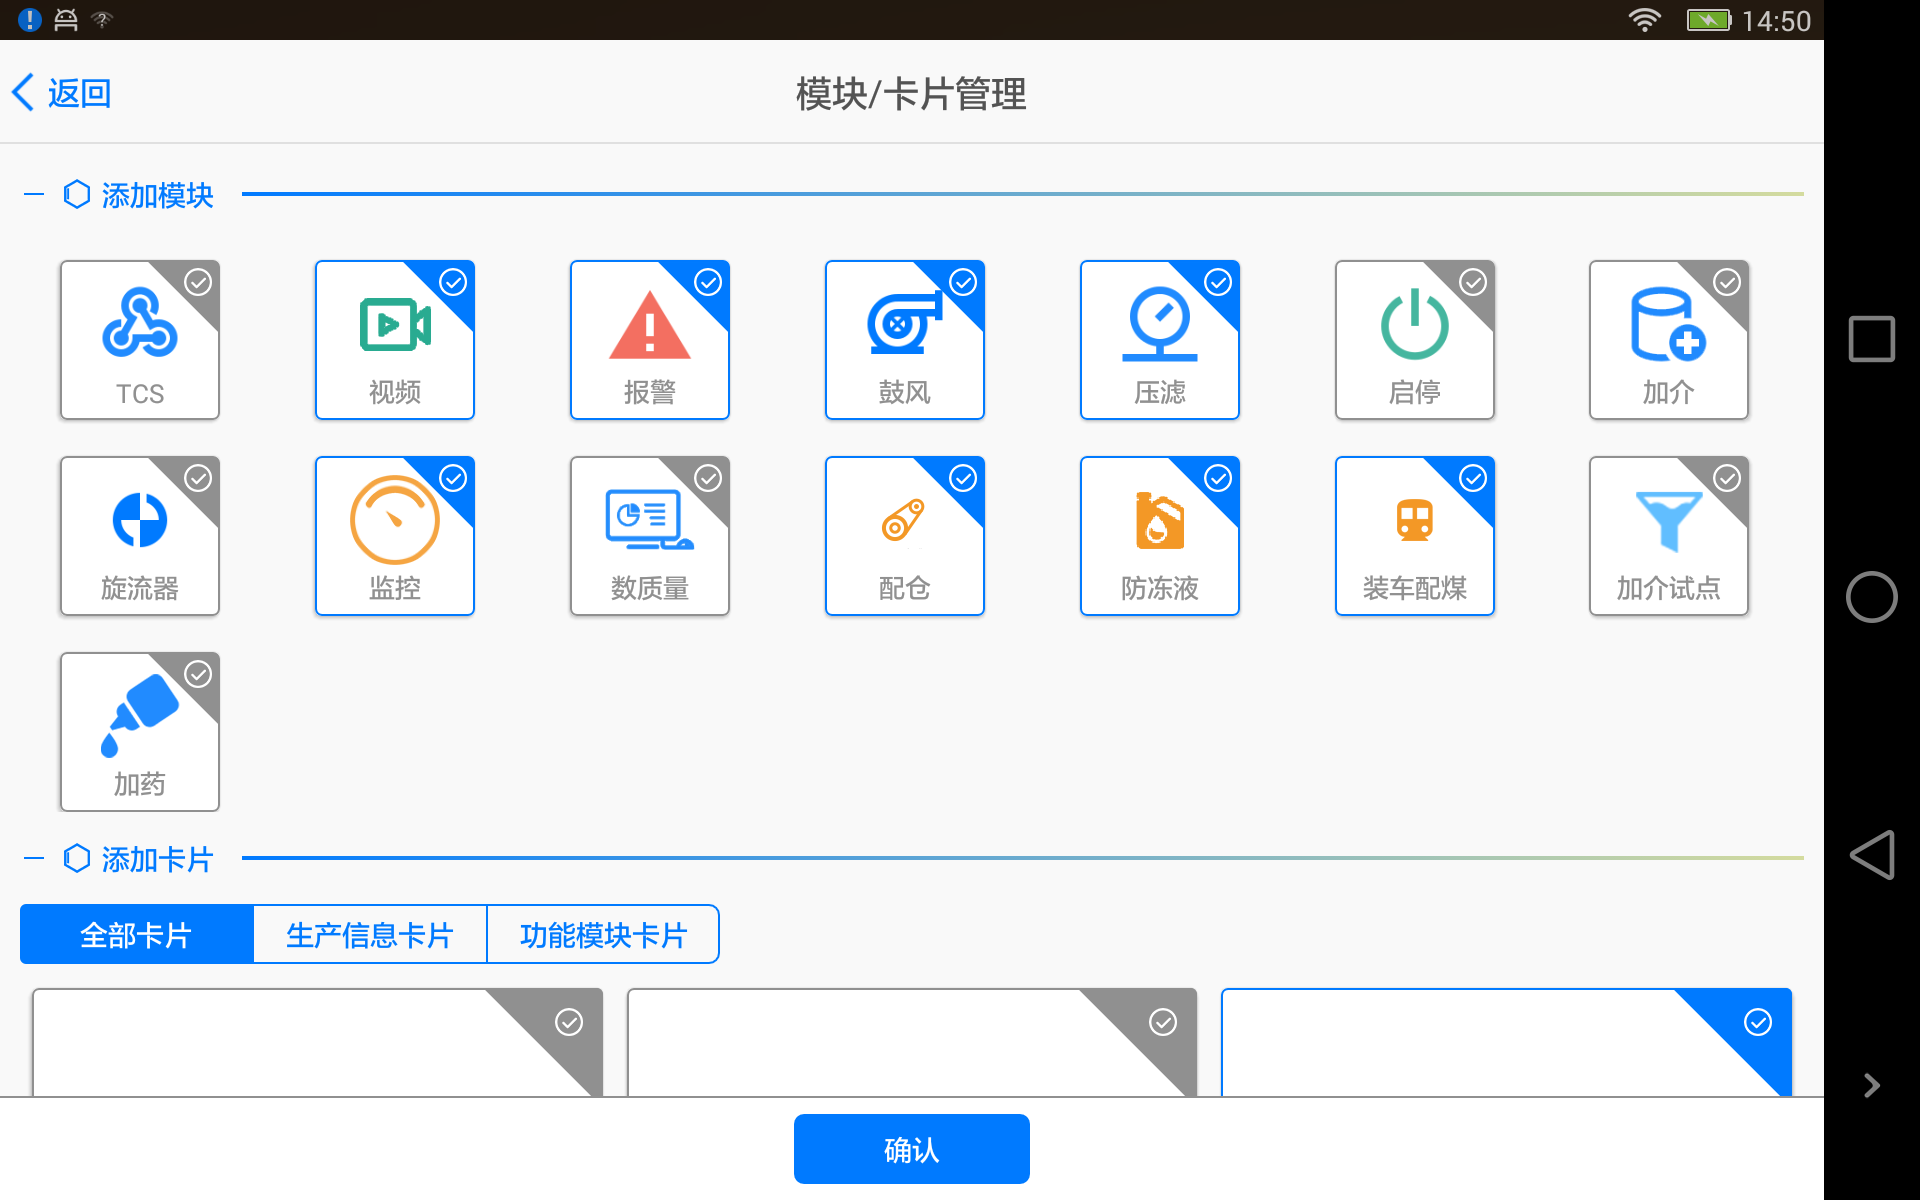 14:50
返回
模块/卡片管理
添加模块
TCS
视频
报警
鼓风
压滤
启停
加介
旋流器
监控
数质量
配仓
防冻液
装车配煤
加介试点
加药
添加卡片
全部卡片
生产信息卡片
功能模块卡片
确认